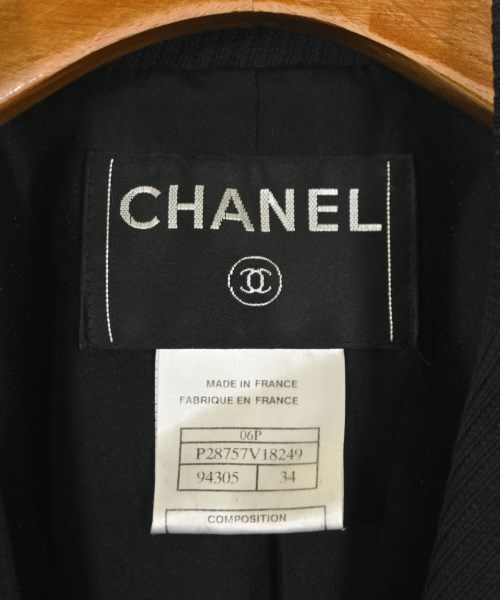 CHANEL
MADE IN FRANCE
FABRIQUE EN FRANCE
06P
P28757V18249
94305 34
COMPOSITION